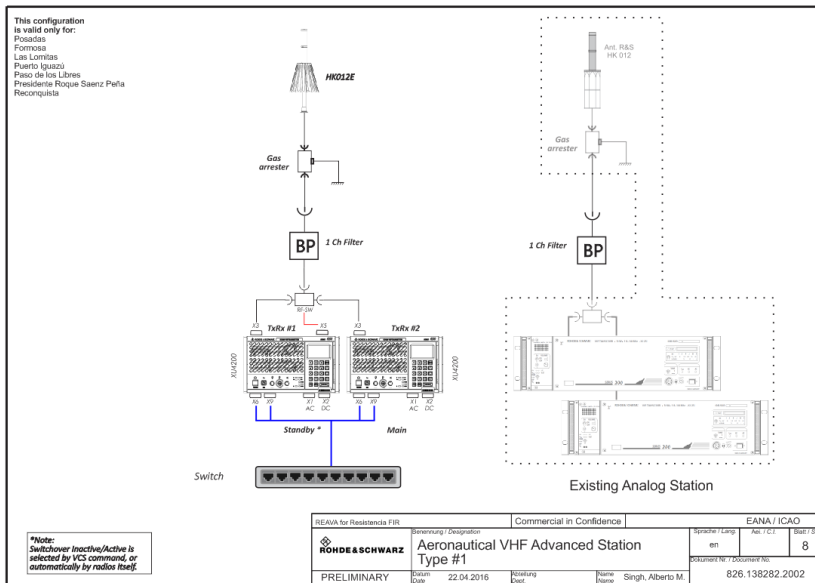 This configuration
is valid only for:
Posadas
Formosa
Las Lomitas
Puerto Iguazú
Paso de los Libres
Presidente Roque Saenz Peña
Reconquista
HK012E
Gas
arrester
BP
1 Ch Filter
RF-SW
X3
TxRx #1
X5
X3
TxRx #2
XU4200
XU4200
X6
X9
X1
AC
X2
DC
X6
X9
X1
AC
X2
DC
Standby *
Main
Switch
Ant. R&S
HK 012
Gas
arrester
1 Ch Filter
BP
ROHDE & SCHWARZ
200
200
Existing Analog Station
*Note:
Switchover Inactive/Active is
selected by VCS command, or
automatically by radios itself.
REAVA for Resistencia FIR
Commercial in Confidence
EANA / ICAO
ROHDE & SCHWARZ
Benennung / Designation
Aeronautical VHF Advanced Station
Type #1
Sprache / Lang.
en
Aei. / C.I.
Blatt / S
8
Dokument Nr. / Document No.
826.138282.2002
PRELIMINARY
Datum
Date
22.04.2016
Abteilung
Dept.
Name
Name
Singh, Alberto M.